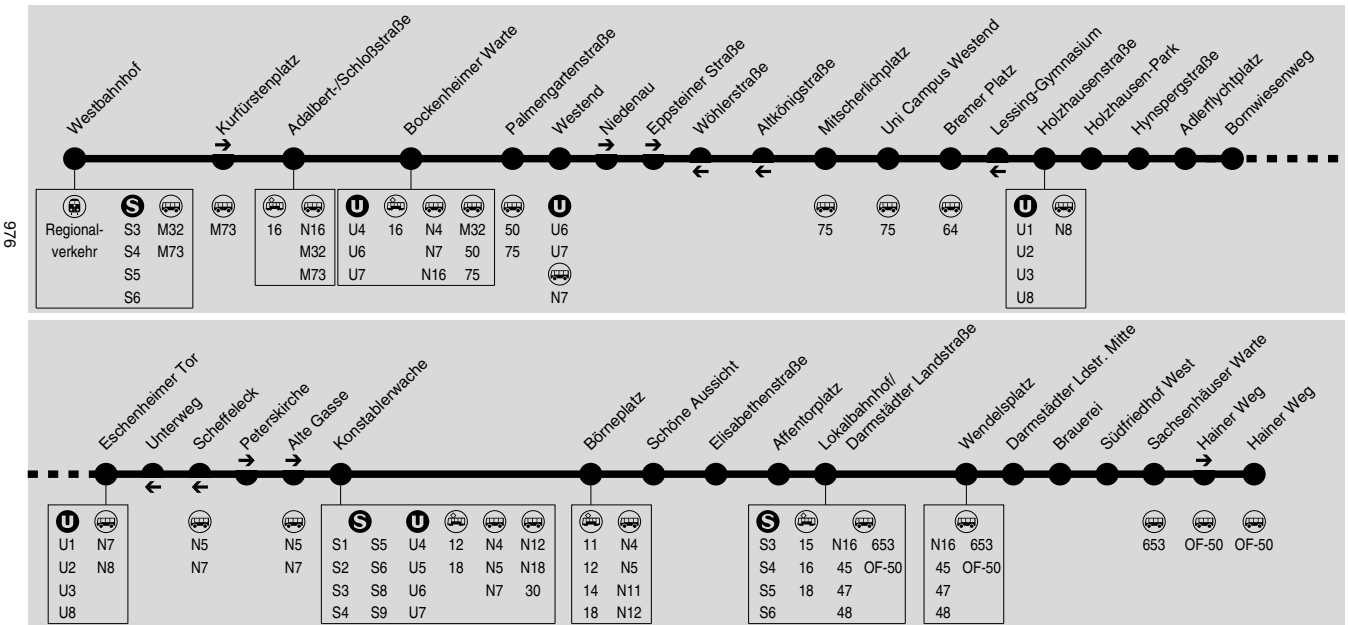 976
Westbahnhof
Kurfürstenplatz
Adalbert-/Schloßstraße
Bockenheimer Warte
Palmengartenstraße
Westend
Niedenau
Eppsteiner Straße
Wöhlerstraße
Altkönigstraße
Mitscherlichplatz
Uni Campus Westend
Bremer Platz
Lessing-Gymnasium
Holzhausenstraße
Holzhausen-Park
Hynspergstraße
Adlerflychtplatz
Bornwiesenweg
S U U U
Regional- S3 M32 M73 16 N16 U4 16 N4 M32 50 U6 75 75 64 U1 N8
verkehr S4 M73 M32 U6 N7 50 75 U7 U2
S5 M73 U7 N16 75 U3
S6 N7 U8
Eschenheimer Tor
Unterweg
Scheffeleck
Peterskirche
Alte Gasse
Konstablerwache
Börneplatz
Schöne Aussicht
Elisabethenstraße
Affentorplatz
Lokalbahnhof/
Darmstädter Landstraße
Wendelsplatz
Darmstädter Ldstr. Mitte
Brauerei
Südfriedhof West
Sachsenhäuser Warte
Hainer Weg
Hainer Weg
U S U S
U1 N7 N5 N5 S1 S5 U4 12 N4 N12 11 N4 S3 15 N16 653 N16 653 653 OF-50 OF-50
U2 N8 N7 N7 S2 S6 U5 18 N5 N18 12 N5 S4 16 45 OF-50 45 OF-50
U3 S3 S8 U6 N7 30 14 N11 S5 18 47 47
U8 S4 S9 U7 18 N12 S6 48 48